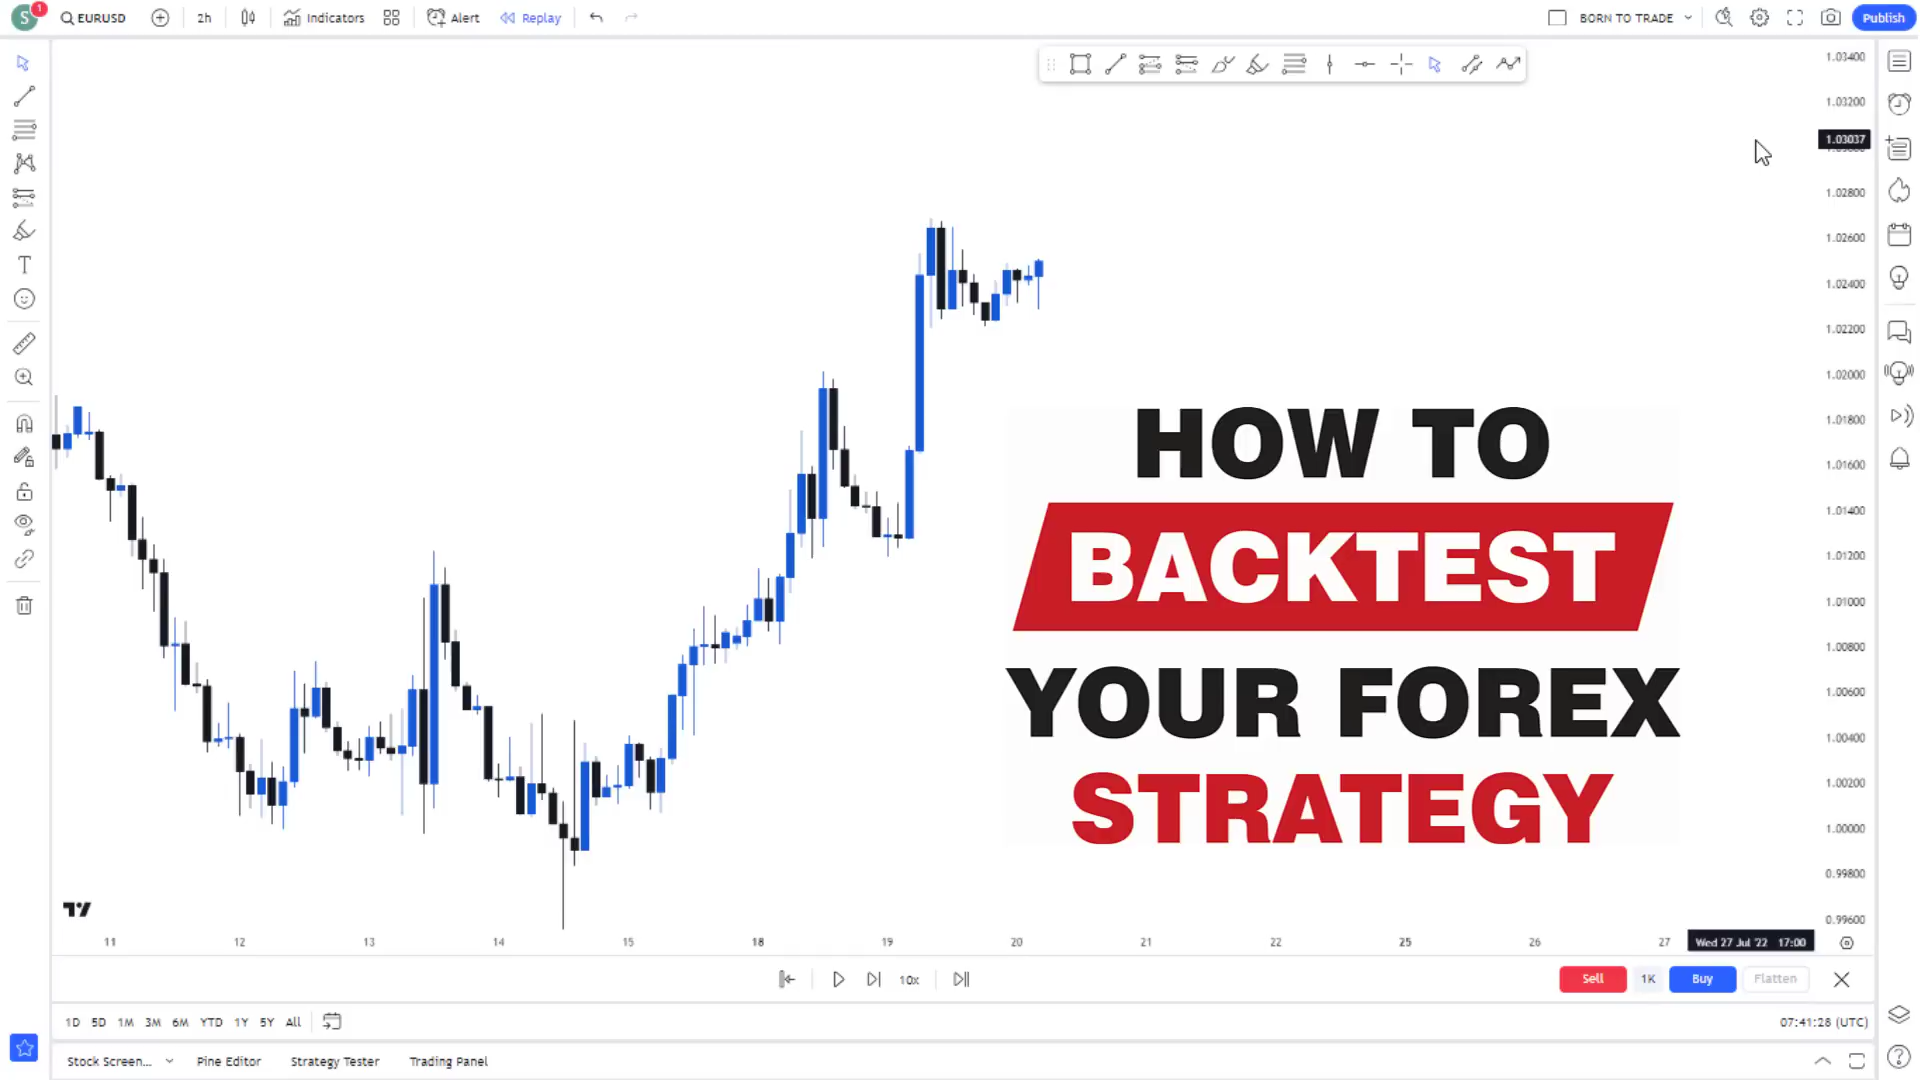 S
1
EURUSD
2h
Indicators
Alert
Replay
BORN TO TRADE
Publish
1.03400
1.03200
1.03037
1.02800
1.02600
1.02400
1.02200
1.02000
1.01800
1.01600
1.01400
1.01200
1.01000
1.00800
1.00600
1.00400
1.00200
1.00000
0.99800
0.99600
HOW TO
BACKTEST
YOUR FOREX
STRATEGY
11 12 13 14 15 18 19 20 21 22 25 26 27
Wed 27 Jul '22 17:00
10x
Sell 1K Buy Flatten
1D 5D 1M 3M 6M YTD 1Y 5Y All
07:41:28 (UTC)
Stock Screen... Pine Editor Strategy Tester Trading Panel